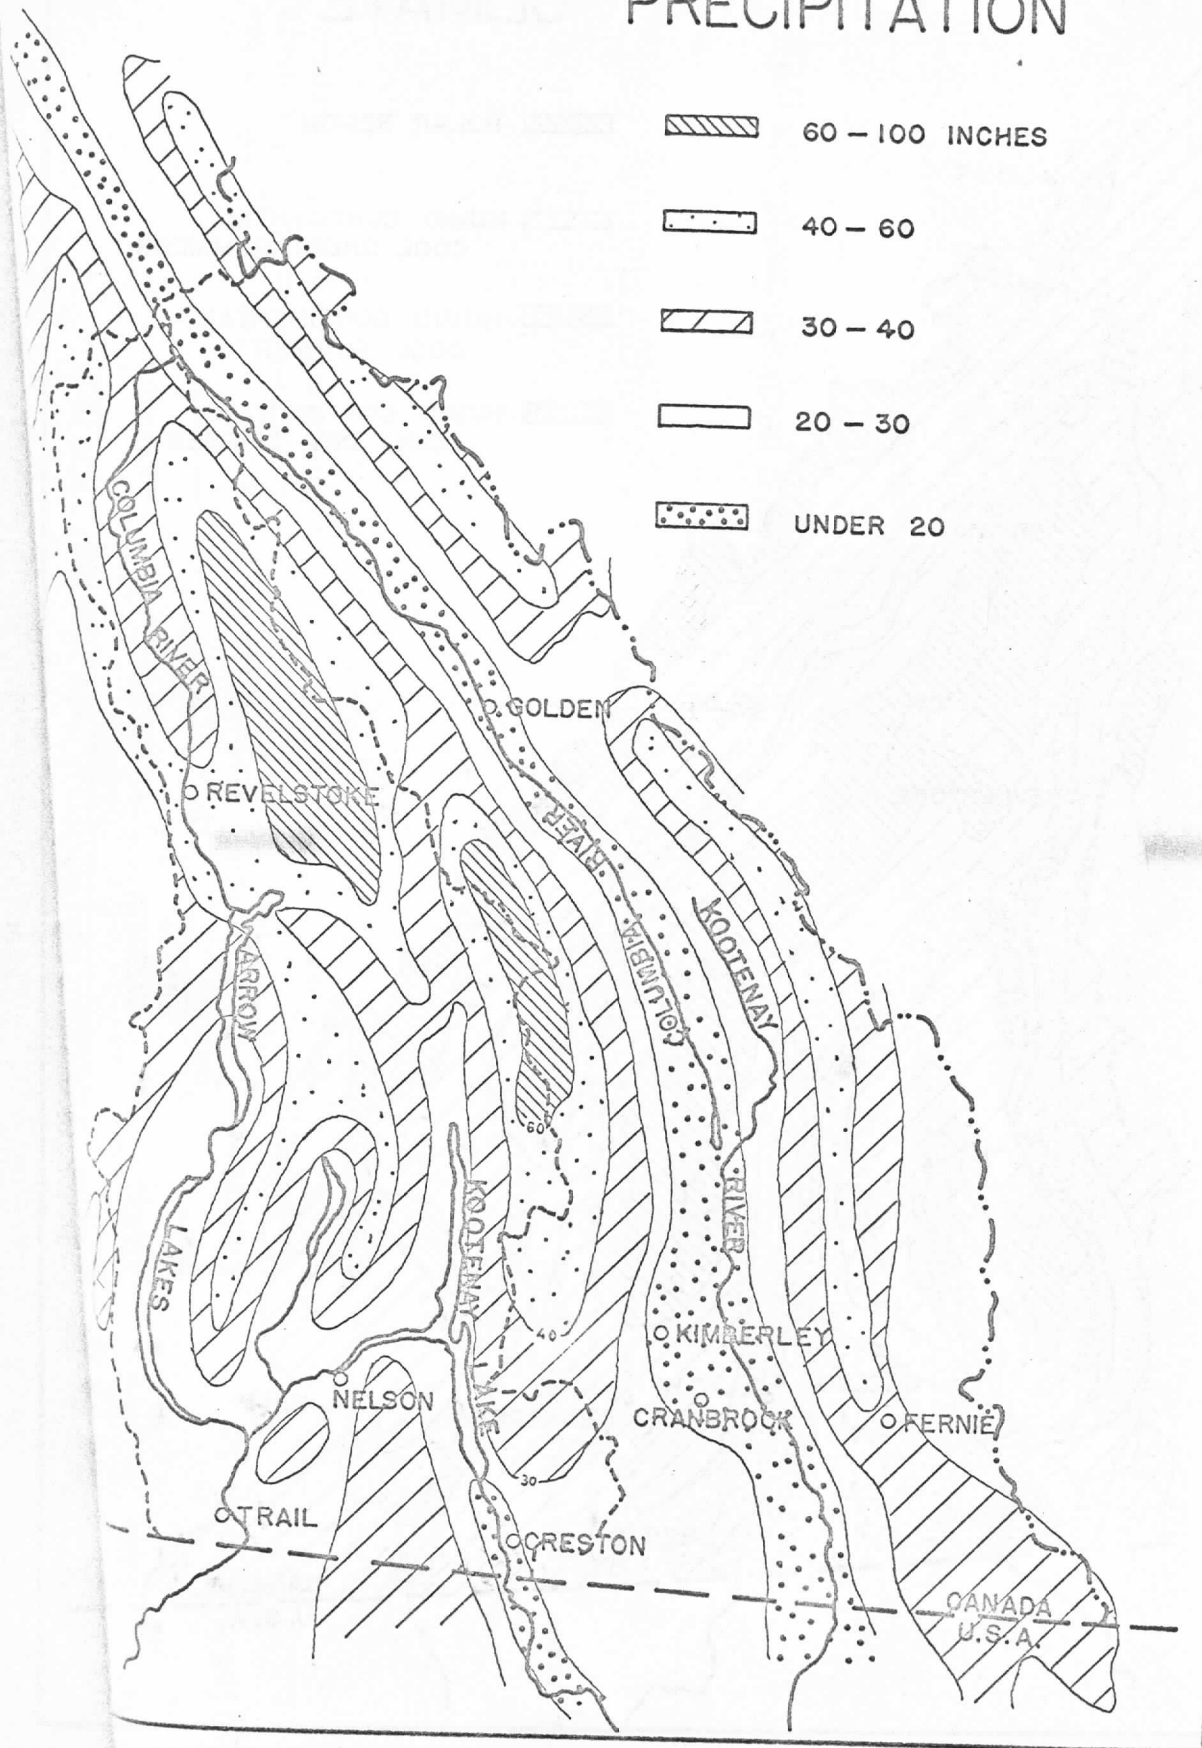 PRECIPITATION
60 – 100 INCHES
40 – 60
30 – 40
20 – 30
UNDER 20
COLUMBIA RIVER
GOLDEN
REVELSTOKE
RIVER
COLUMBIA
KOOTENAY
ARROW
60
RIVER
KOOTENAY
LAKES
40
KIMBERLEY
NELSON
LAKE
CRANBROOK
FERNIE
30
TRAIL
CRESTON
CANADA
U.S.A.